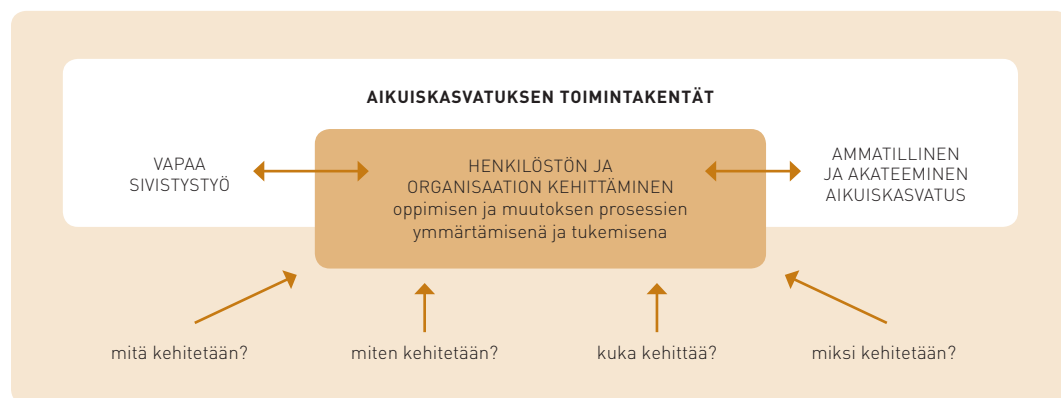 AIKUISKASVATUKSEN TOIMINTAKENTÄT
VAPAA
SIVISTYSTYÖ
HENKILÖSTÖN JA
ORGANISAATION KEHITTÄMINEN
oppimisen ja muutoksen prosessien
ymmärtämisenä ja tukemisena
AMMATILLINEN
JA AKATEEMINEN
AIKUISKASVATUS
mitä kehitetään?
miten kehitetään?
kuka kehittää?
miksi kehitetään?